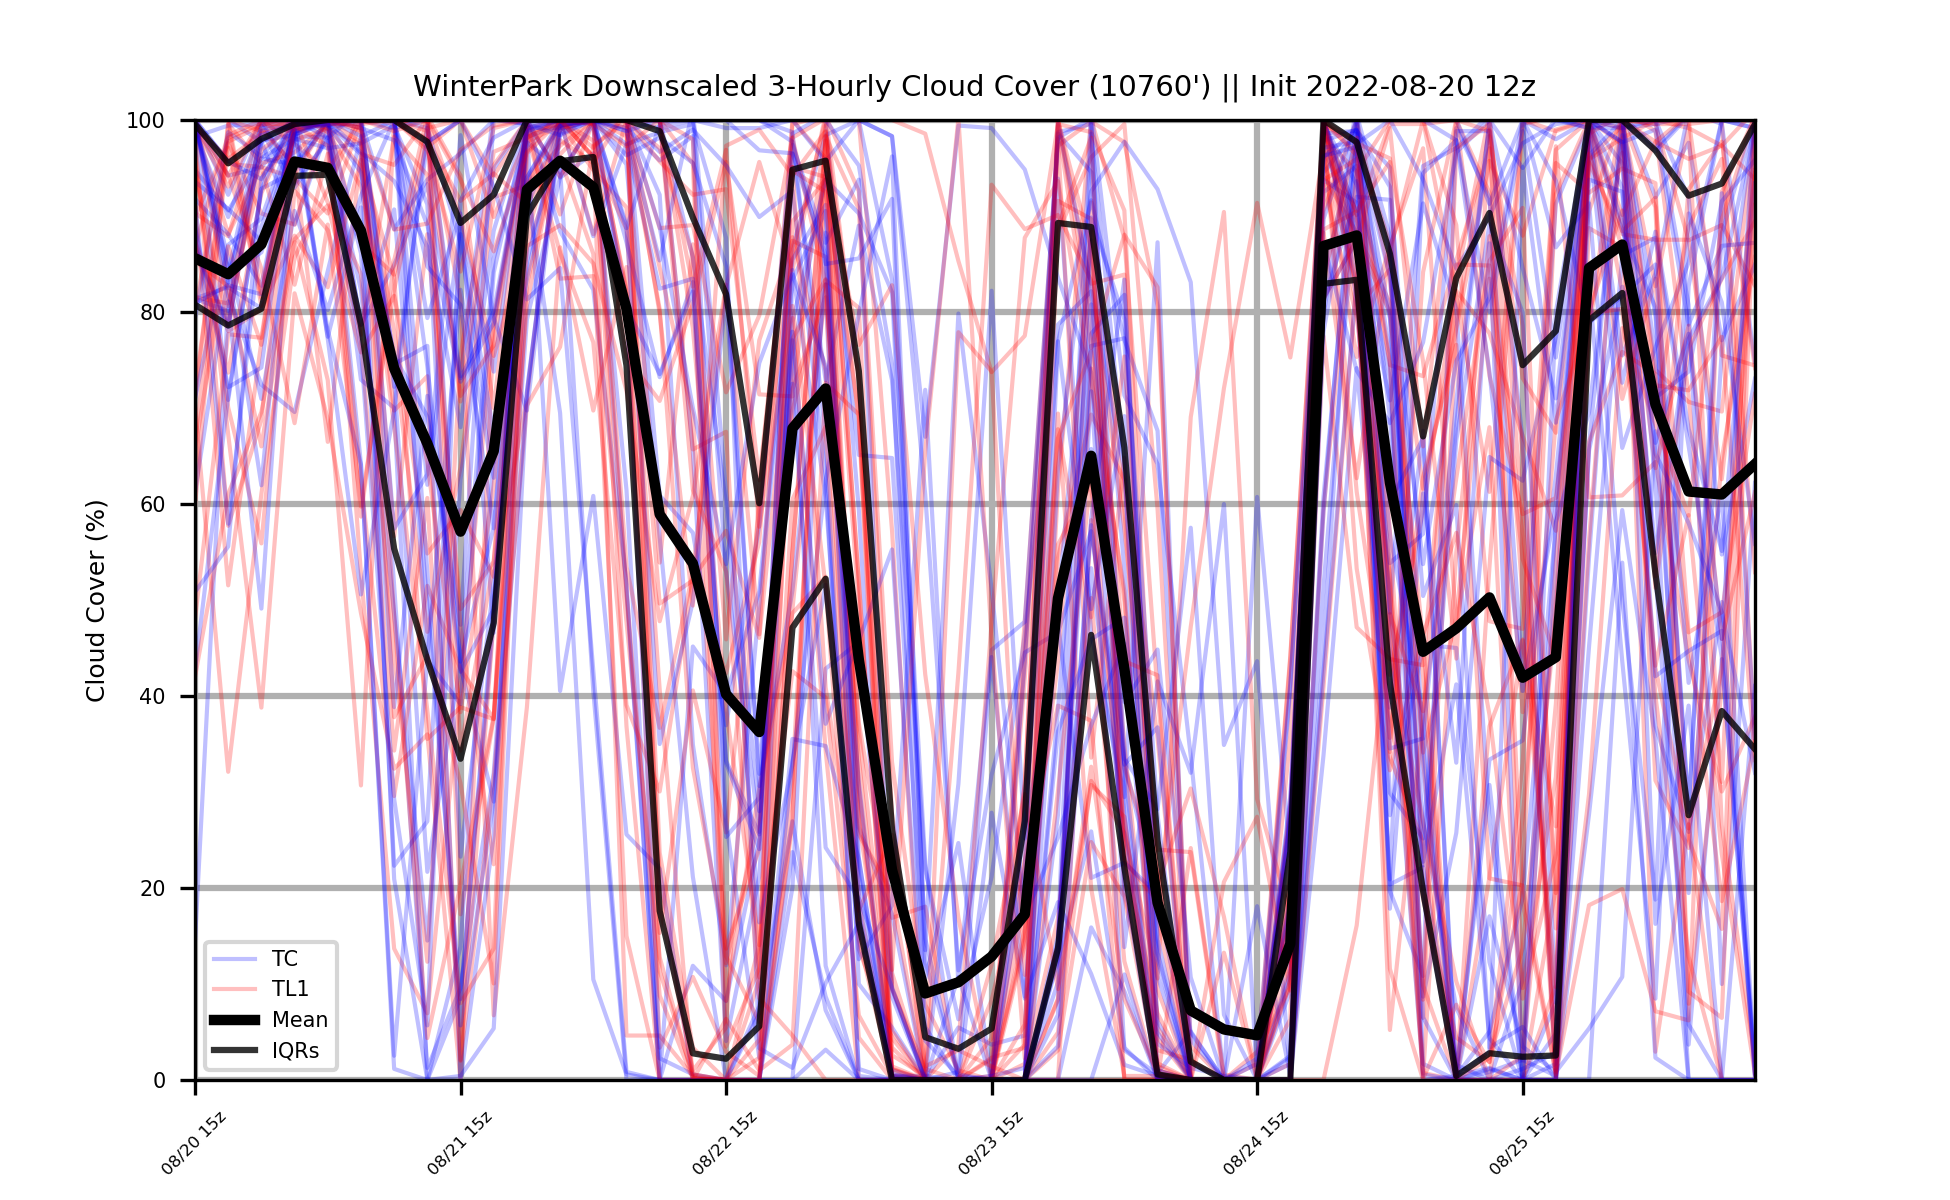 WinterPark Downscaled 3-Hourly Cloud Cover (10760') || Init 2022-08-20 12z
Cloud Cover (%)
100
80
60
40
20
0
TC
TL1
Mean
IQRs
08/20 15z
08/21 15z
08/22 15z
08/23 15z
08/24 15z
08/25 15z